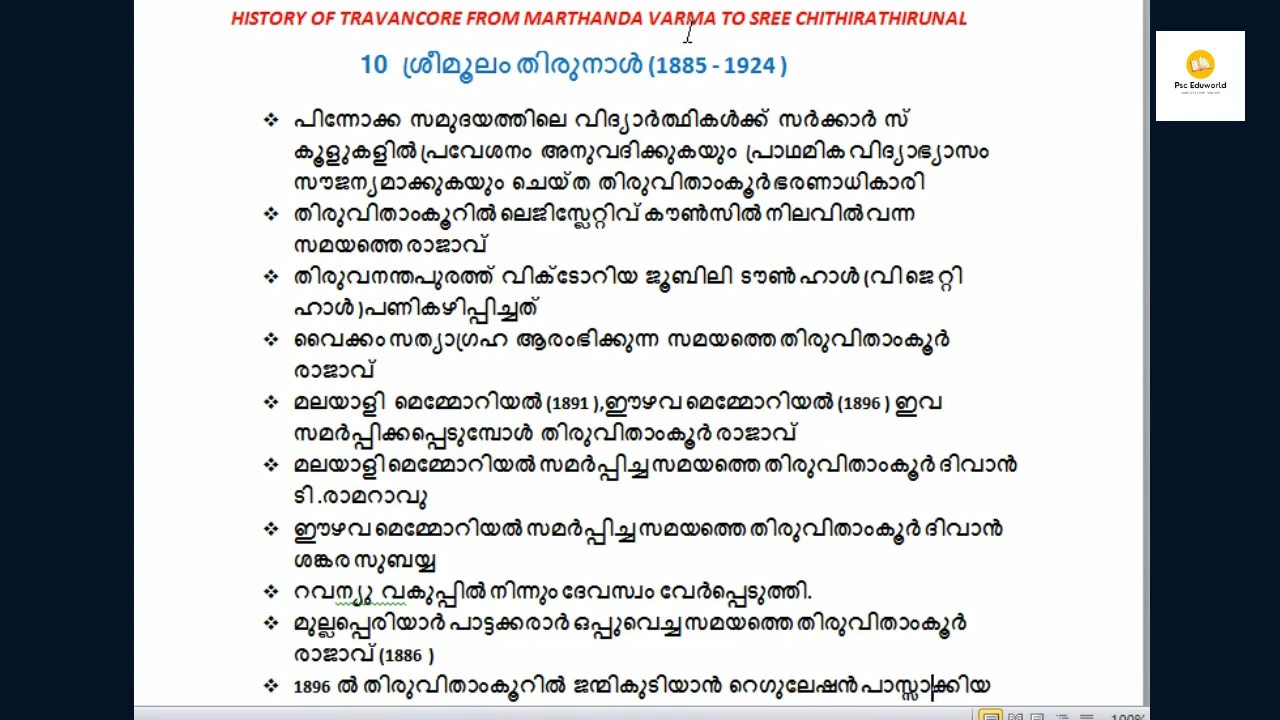 HISTORY OF TRAVANCORE FROM MARTHANDA VARMA TO SREE CHITHIRATHIRUNAL
10 ശ്രീമൂലം തിരുനാൾ (1885 - 1924 )
Psc Eduworld
❖ പിന്നോക്ക സമുദയത്തിലെ വിദ്യാർത്ഥികൾക്ക് സർക്കാർ സ്
കൂളുകളിൽ പ്രവേശനം അനുവദിക്കുകയും പ്രാഥമിക വിദ്യാഭ്യാസം
സൗജന്യമാക്കുകയും ചെയ്ത തിരുവിതാംകൂർ ഭരണാധികാരി
❖ തിരുവിതാംകൂറിൽ ലെജിസ്ലേറ്റിവ് കൗൺസിൽ നിലവിൽ വന്ന
സമയത്തെ രാജാവ്
❖ തിരുവനന്തപുരത്ത് വിക്ടോറിയ ജൂബിലി ടൗൺ ഹാൾ (വി ജെ റ്റി
ഹാൾ )പണികഴിപ്പിച്ചത്
❖ വൈക്കം സത്യാഗ്രഹ ആരംഭിക്കുന്ന സമയത്തെ തിരുവിതാംകൂർ
രാജാവ്
❖ മലയാളി മെമ്മോറിയൽ (1891 ),ഈഴവ മെമ്മോറിയൽ (1896 ) ഇവ
സമർപ്പിക്കപ്പെടുമ്പോൾ തിരുവിതാംകൂർ രാജാവ്
❖ മലയാളി മെമ്മോറിയൽ സമർപ്പിച്ച സമയത്തെ തിരുവിതാംകൂർ ദിവാൻ
ടി .രാമറാവു
❖ ഈഴവ മെമ്മോറിയൽ സമർപ്പിച്ച സമയത്തെ തിരുവിതാംകൂർ ദിവാൻ
ശങ്കര സുബയ്യ
❖ റവന്യു വകുപ്പിൽ നിന്നും ദേവസ്വം വേർപ്പെടുത്തി.
❖ മുല്ലപ്പെരിയാർ പാട്ടക്കരാർ ഒപ്പുവെച്ച സമയത്തെ തിരുവിതാംകൂർ
രാജാവ് (1886 )
❖ 1896 ൽ തിരുവിതാംകൂറിൽ ജന്മികുടിയാൻ റെഗുലേഷൻ പാസ്സാക്കിയ
100%